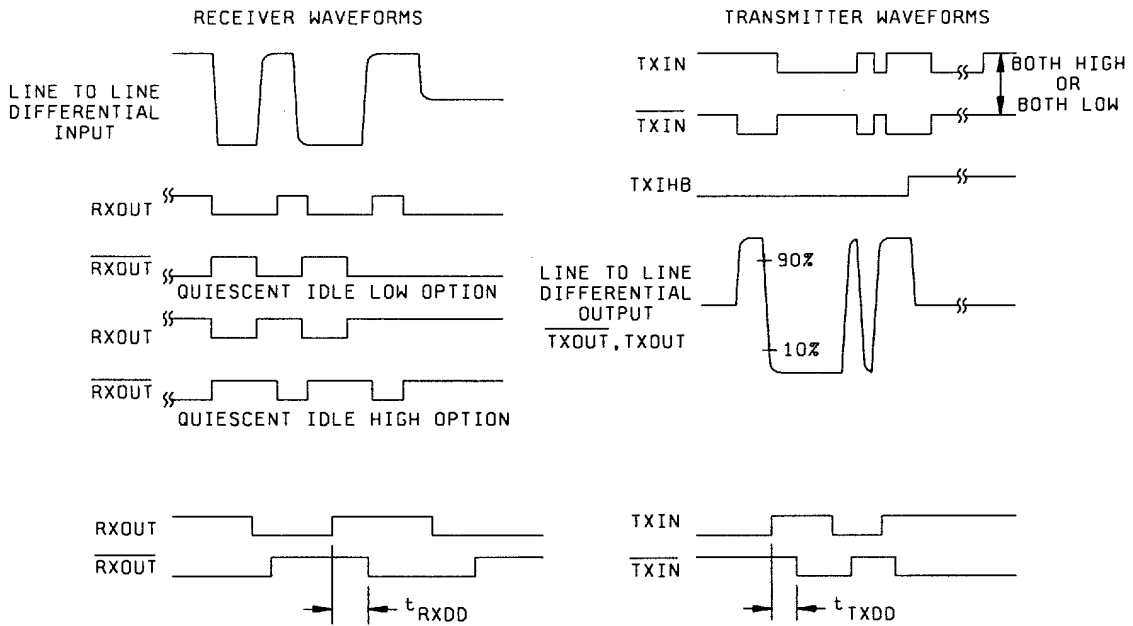 RECEIVER WAVEFORMS
LINE TO LINE
DIFFERENTIAL
INPUT
RXOUT
RXOUT
QUIESCENT IDLE LOW OPTION
RXOUT
RXOUT
QUIESCENT IDLE HIGH OPTION
RXOUT
RXOUT
tRXDD
TRANSMITTER WAVEFORMS
TXIN
TXIN
BOTH HIGH
OR
BOTH LOW
TXIHB
LINE TO LINE
DIFFERENTIAL
OUTPUT
TXOUT,TXOUT
90%
10%
TXIN
TXIN
tTXDD